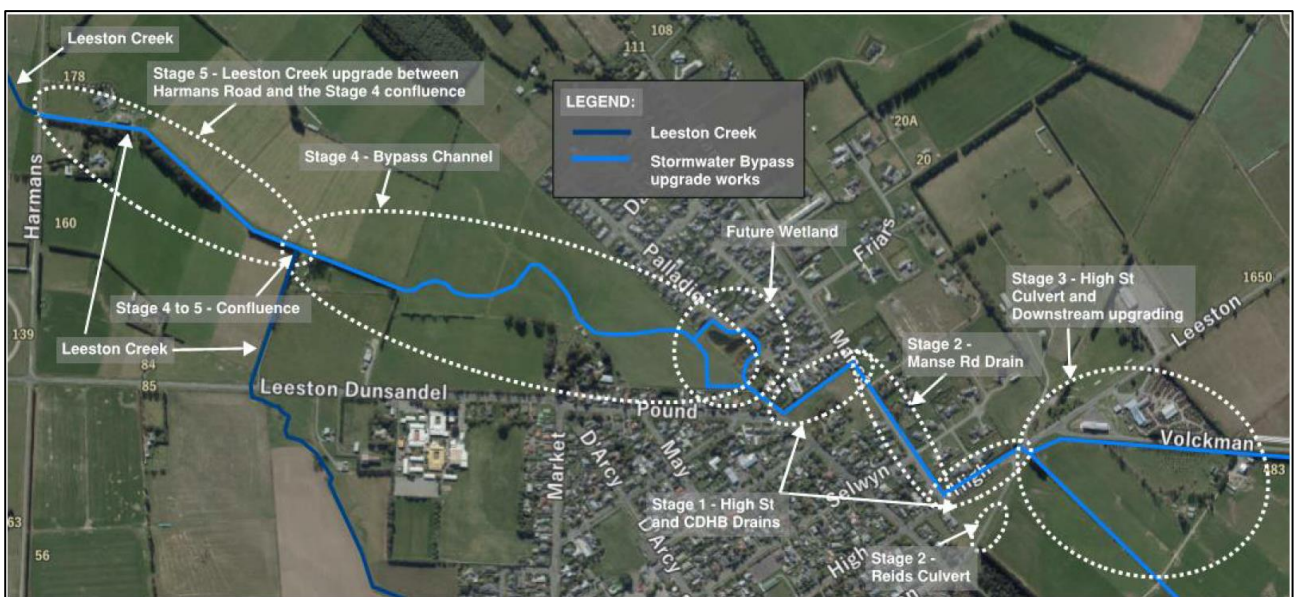 Leeston Creek
178
Stage 5 - Leeston Creek upgrade between
Harmans Road and the Stage 4 confluence
108
111
LEGEND:
Leeston Creek
Stormwater Bypass
upgrade works
20A
20
Stage 4 - Bypass Channel
Harmans
160
Palladio
Friars
Future Wetland
Stage 3 - High St
Culvert and
Downstream upgrading
1650
Leeston
Stage 4 to 5 - Confluence
139
Leeston Creek
84
85
Leeston Dunsandel
Pound
Stage 2 -
Manse Rd Drain
Market
D'Arcy
May
Selwyn
High
Volckman
483
Stage 1 - High St
and CDHB Drains
D'Arcy
High
Stage 2 -
Reids Culvert
63
56